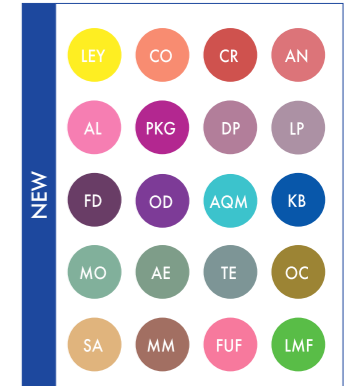 NEW
LEY CO CR AN
AL PKG DP LP
FD OD AQM KB
MO AE TE OC
SA MM FUF LMF